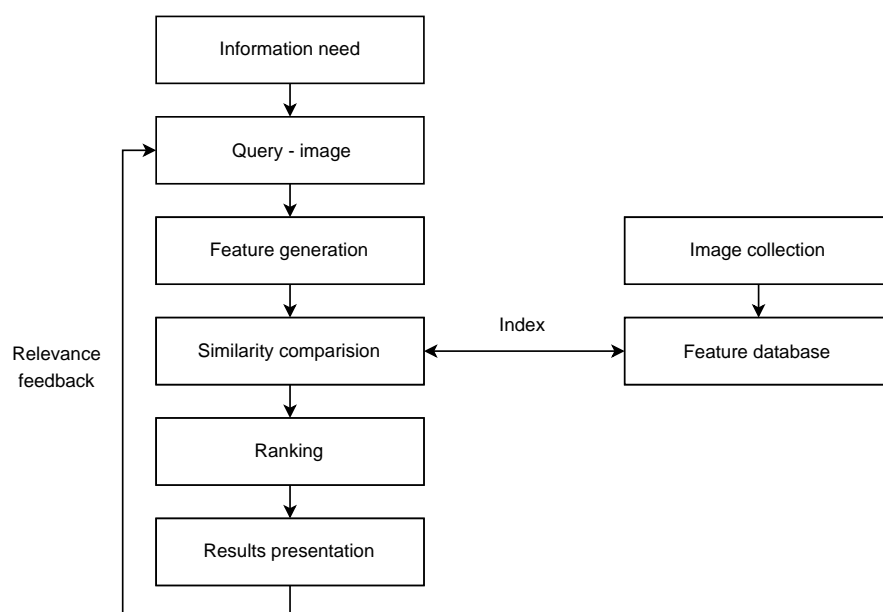 Information need
Query - image
Feature generation
Image collection
Index
Similarity comparision
Feature database
Relevance
feedback
Ranking
Results presentation